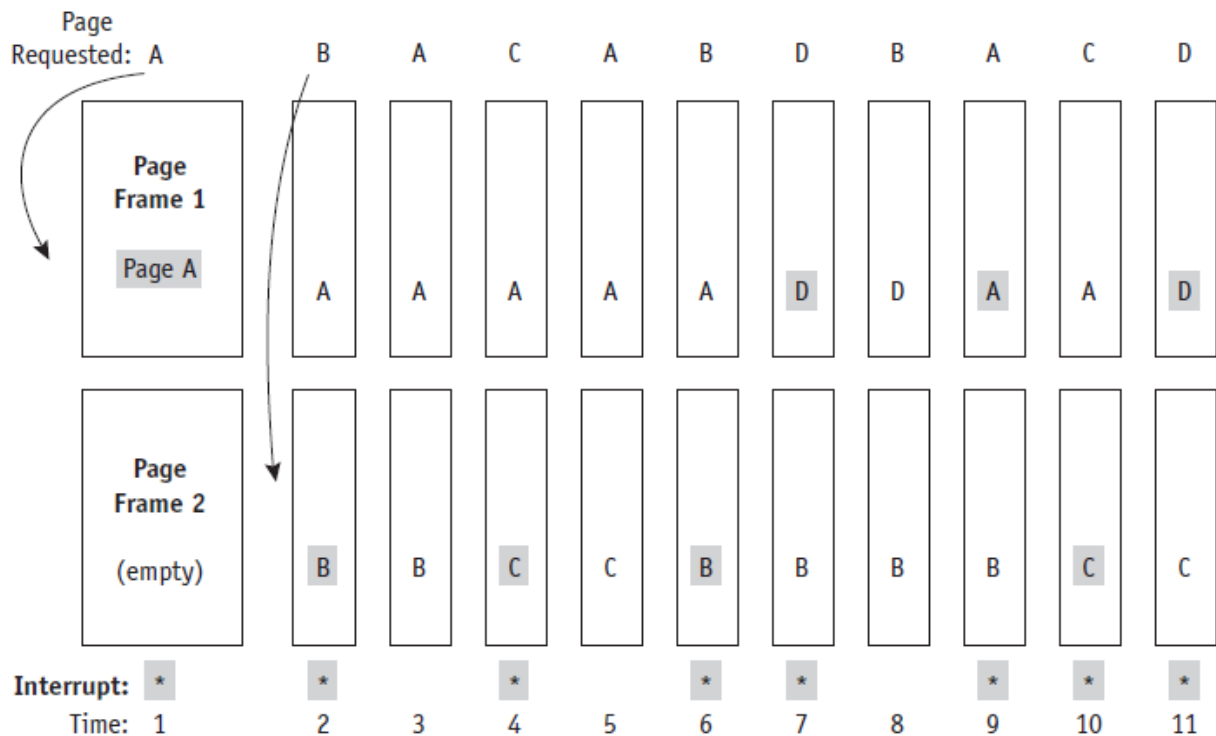 Page
Requested: A B A C A B D B A C D
Page
Frame 1
Page A
A A A A A D D A A D
Page
Frame 2
(empty)
B B C C B B B B C C
Interrupt: * * * * * * * *
Time: 1 2 3 4 5 6 7 8 9 10 11